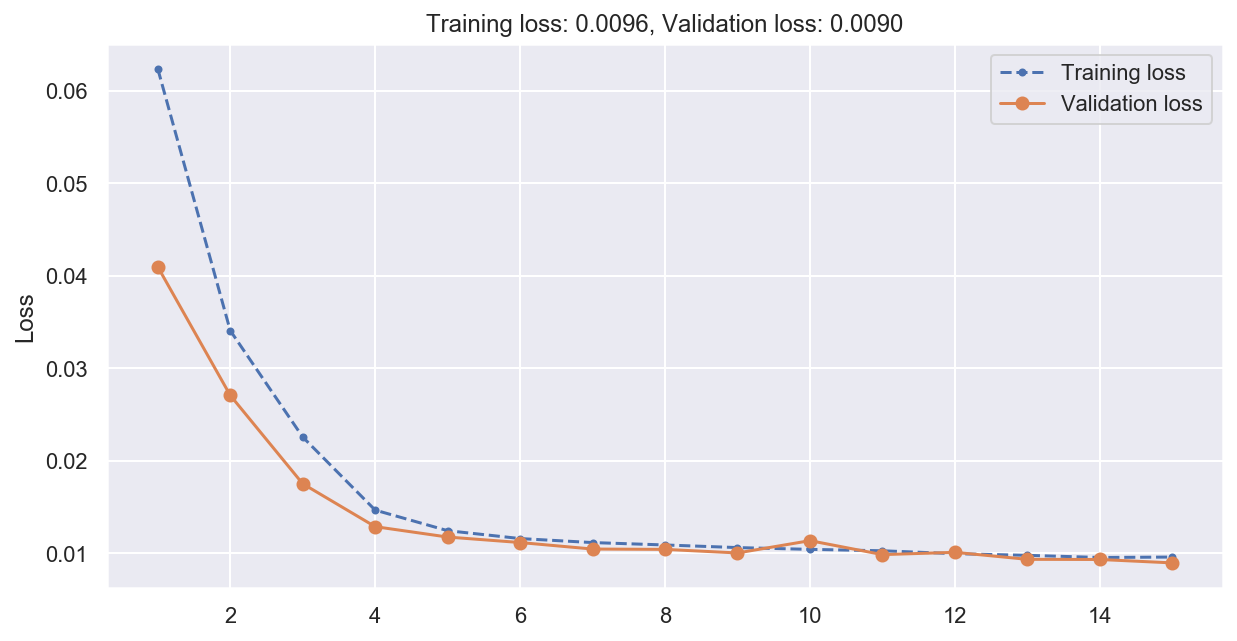 Training loss: 0.0096, Validation loss: 0.0090
Training loss
Validation loss
0.06
0.05
0.04
0.03
0.02
0.01
Loss
2 4 6 8 10 12 14